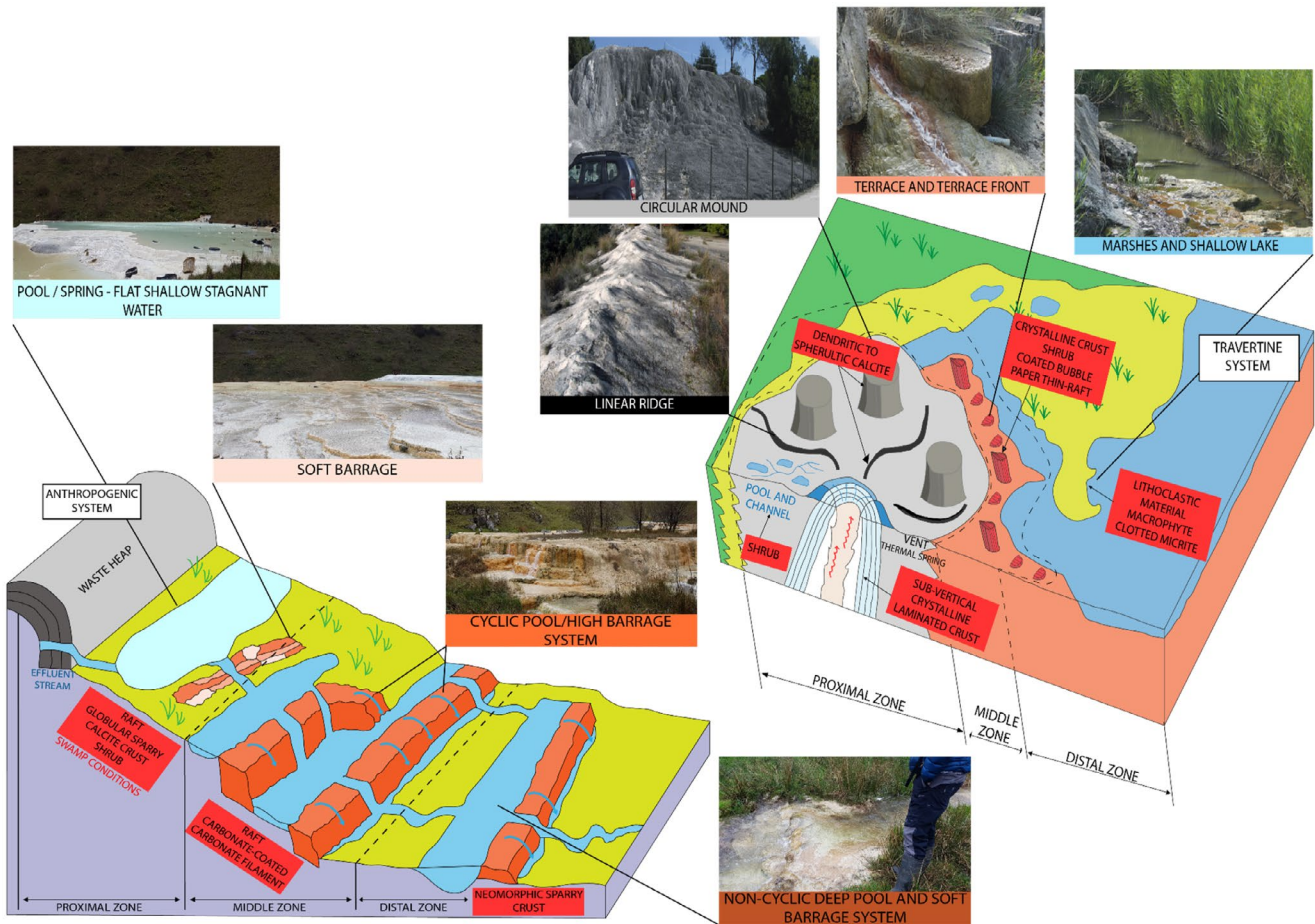 CIRCULAR MOUND
TERRACE AND TERRACE FRONT
MARSHES AND SHALLOW LAKE
POOL / SPRING - FLAT SHALLOW STAGNANT
WATER
LINEAR RIDGE
SOFT BARRAGE
DENDRITIC TO
SPHERULTIC CALCITE
CRYSTALLINE CRUST
SHRUB
COATED BUBBLE
PAPER THIN-RAFT
TRAVERTINE
SYSTEM
LITHOCLASTIC
MATERIAL
MACROPHYTE
CLOTTED MICRITE
POOL AND
CHANNEL
SHRUB
VENT
THERMAL SPRING
SUB-VERTICAL
CRYSTALLINE
LAMINATED CRUST
PROXIMAL ZONE
MIDDLE
ZONE
DISTAL ZONE
ANTHROPOGENIC
SYSTEM
WASTE HEAP
CYCLIC POOL/HIGH BARRAGE
SYSTEM
EFFLUENT
STREAM
RAFT
GLOBULAR SPARRY
CALCITE CRUST
SHRUB
SWAMP CONDITIONS
RAFT
CARBONATE-COATED
CARBONATE FILAMENT
NEOMORPHIC SPARRY
CRUST
PROXIMAL ZONE
MIDDLE ZONE
DISTAL ZONE
NON-CYCLIC DEEP POOL AND SOFT
BARRAGE SYSTEM